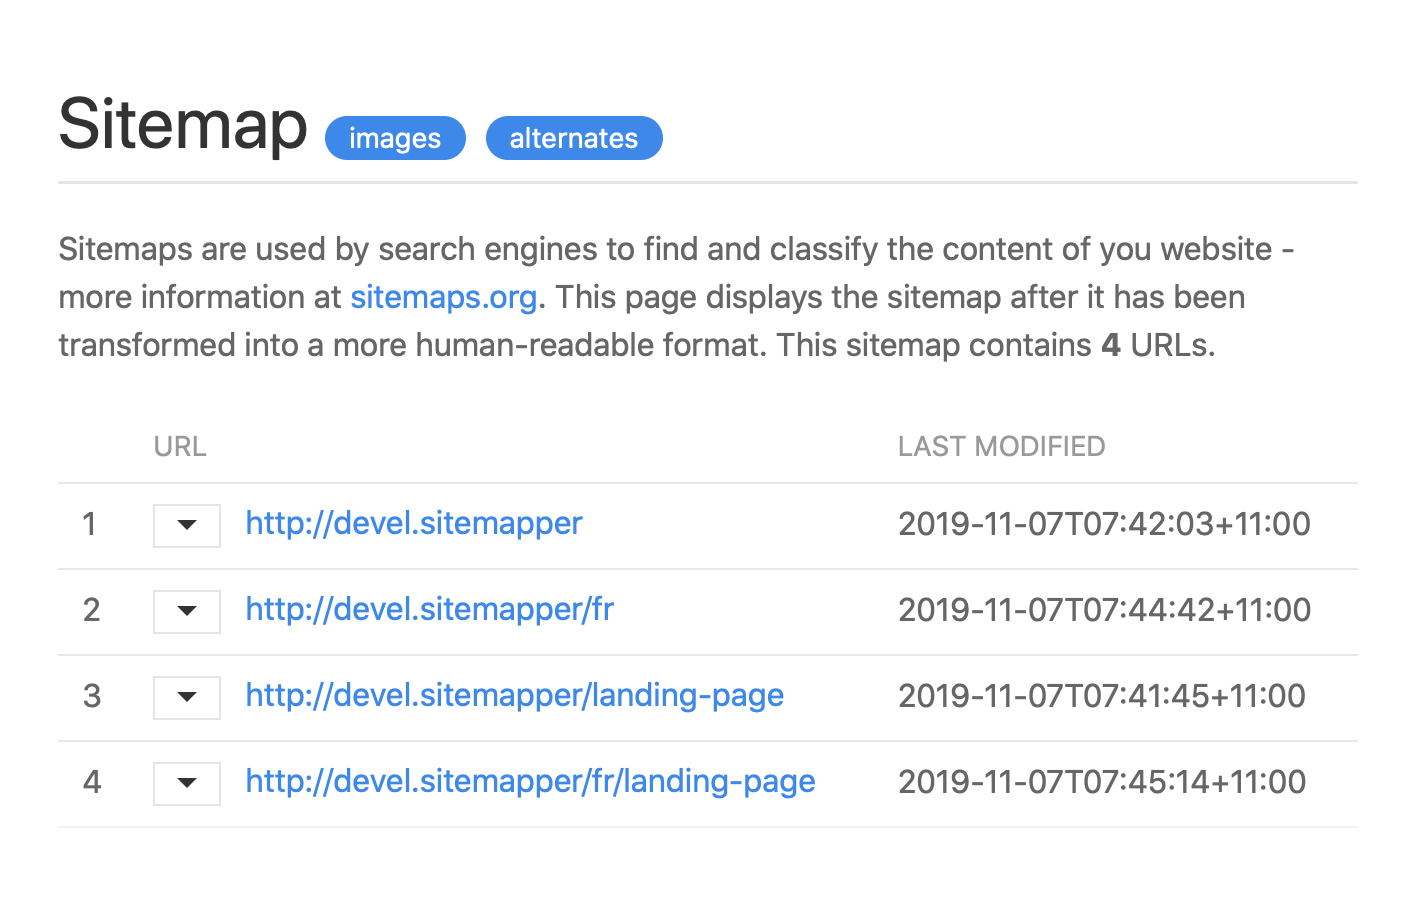 Sitemap images alternates
Sitemaps are used by search engines to find and classify the content of you website -
more information at sitemaps.org. This page displays the sitemap after it has been
transformed into a more human-readable format. This sitemap contains 4 URLs.
URL LAST MODIFIED
1 http://devel.sitemapper 2019-11-07T07:42:03+11:00
2 http://devel.sitemapper/fr 2019-11-07T07:44:42+11:00
3 http://devel.sitemapper/landing-page 2019-11-07T07:41:45+11:00
4 http://devel.sitemapper/fr/landing-page 2019-11-07T07:45:14+11:00